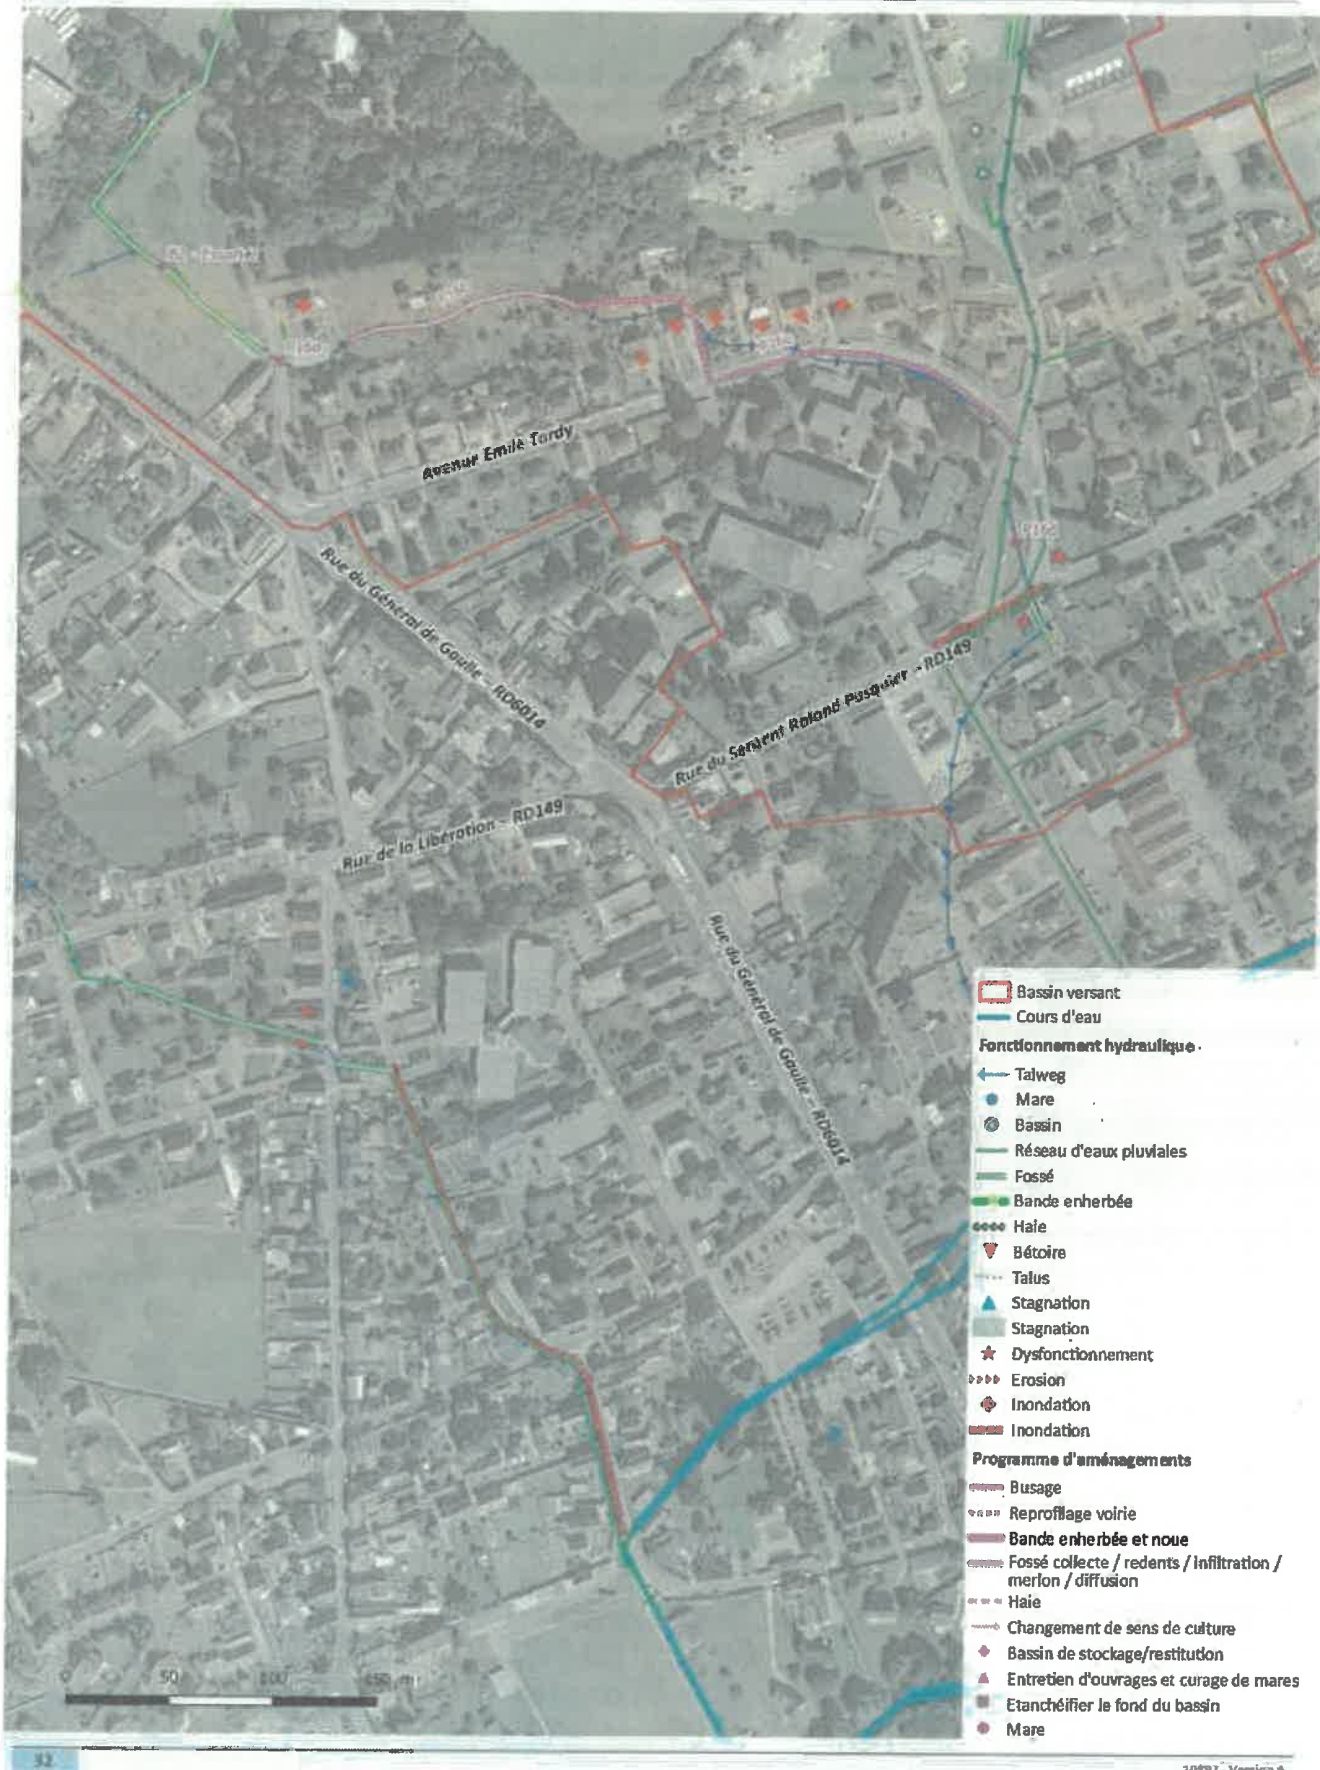 Avenur Emile Tardy
Rue du Général de Gaulle - RD6014
Rue du Sergent Roland Pasquier - RD149
Rue de la Libération - RD149
Rue du Général de Gaulle - RD6014
Bassin versant
Cours d'eau
Fonctionnement hydraulique
Talweg
Mare
Bassin
Réseau d'eaux pluviales
Fossé
Bande enherbée
Haie
Bétoire
Talus
Stagnation
Stagnation
Dysfonctionnement
Erosion
Inondation
Inondation
Programme d'aménagements
Busage
Reprofilage voirie
Bande enherbée et noue
Fossé collecte / redents / infiltration /
merlon / diffusion
Haie
Changement de sens de culture
Bassin de stockage/restitution
Entretien d'ouvrages et curage de mares
Etanchéifier le fond du bassin
Mare
0 50 100 150 m
32